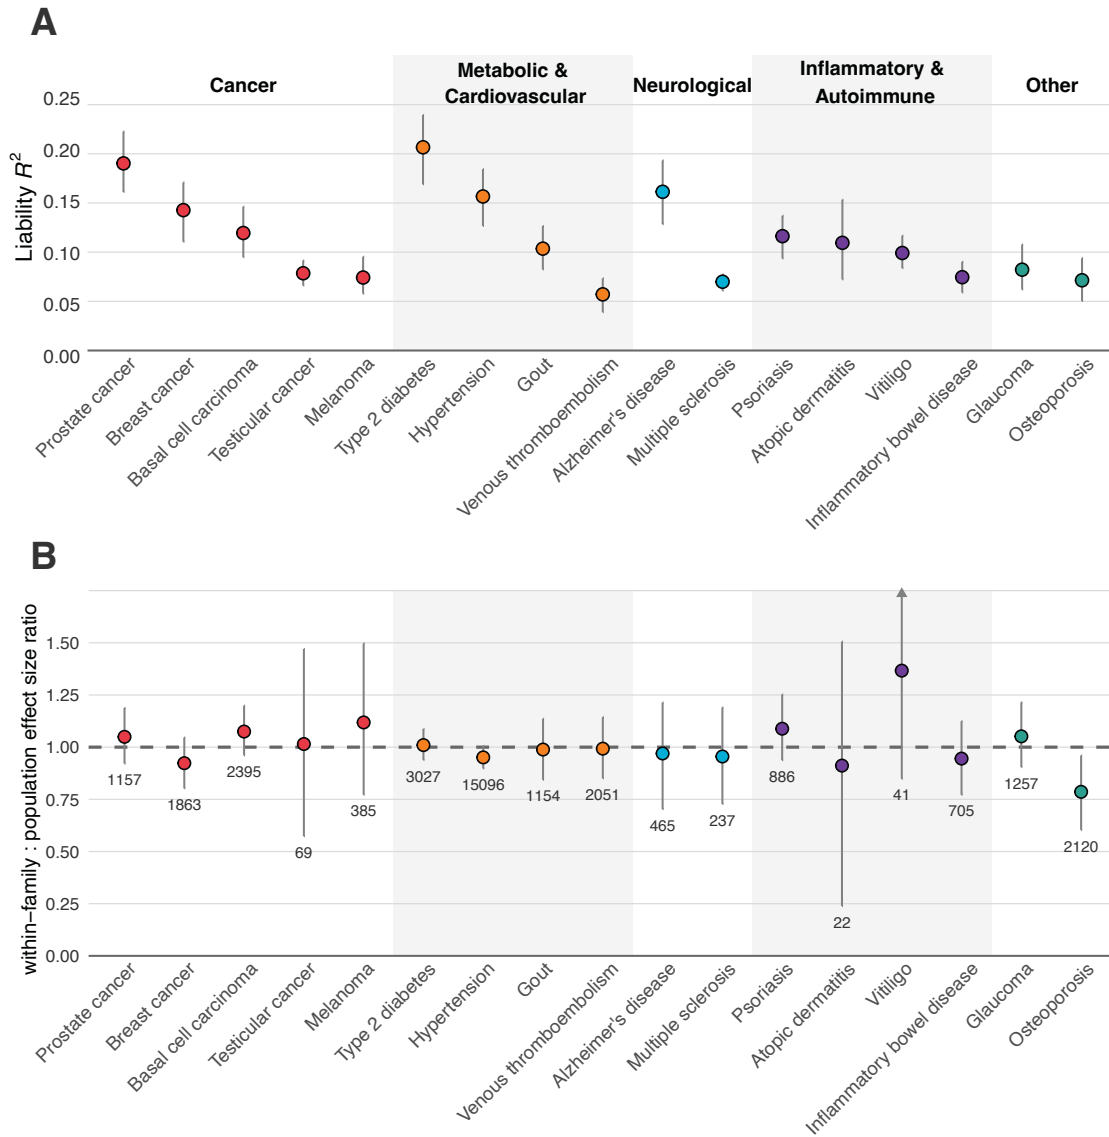 A
Cancer
Metabolic &
Cardiovascular
Neurological
Inflammatory &
Autoimmune
Other
Liability R²
0.25
0.20
0.15
0.10
0.05
0.00
Prostate cancer
Breast cancer
Basal cell carcinoma
Testicular cancer
Melanoma
Type 2 diabetes
Hypertension
Gout
Venous thromboembolism
Alzheimer's disease
Multiple sclerosis
Psoriasis
Atopic dermatitis
Vitiligo
Inflammatory bowel disease
Glaucoma
Osteoporosis
B
within−family : population effect size ratio
1.50
1.25
1.00
0.75
0.50
0.25
0.00
1157
1863
2395
69
385
3027
15096
1154
2051
465
237
886
22
41
705
1257
2120
Prostate cancer
Breast cancer
Basal cell carcinoma
Testicular cancer
Melanoma
Type 2 diabetes
Hypertension
Gout
Venous thromboembolism
Alzheimer's disease
Multiple sclerosis
Psoriasis
Atopic dermatitis
Vitiligo
Inflammatory bowel disease
Glaucoma
Osteoporosis